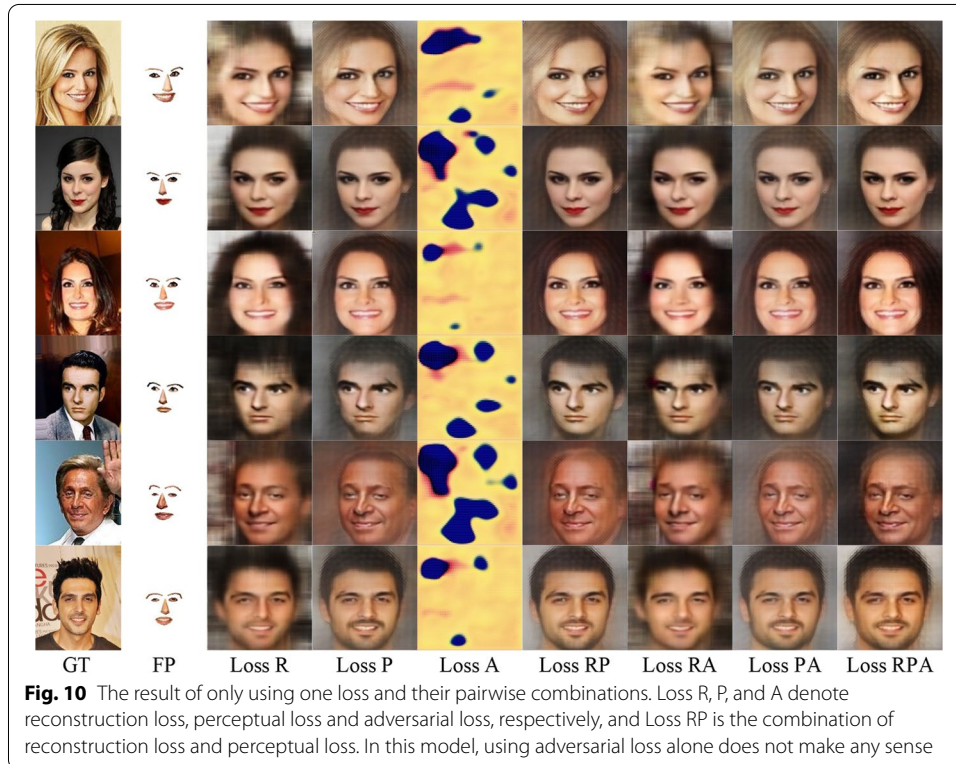 GT FP Loss R Loss P Loss A Loss RP Loss RA Loss PA Loss RPA
Fig. 10 The result of only using one loss and their pairwise combinations. Loss R, P, and A denote
reconstruction loss, perceptual loss and adversarial loss, respectively, and Loss RP is the combination of
reconstruction loss and perceptual loss. In this model, using adversarial loss alone does not make any sense